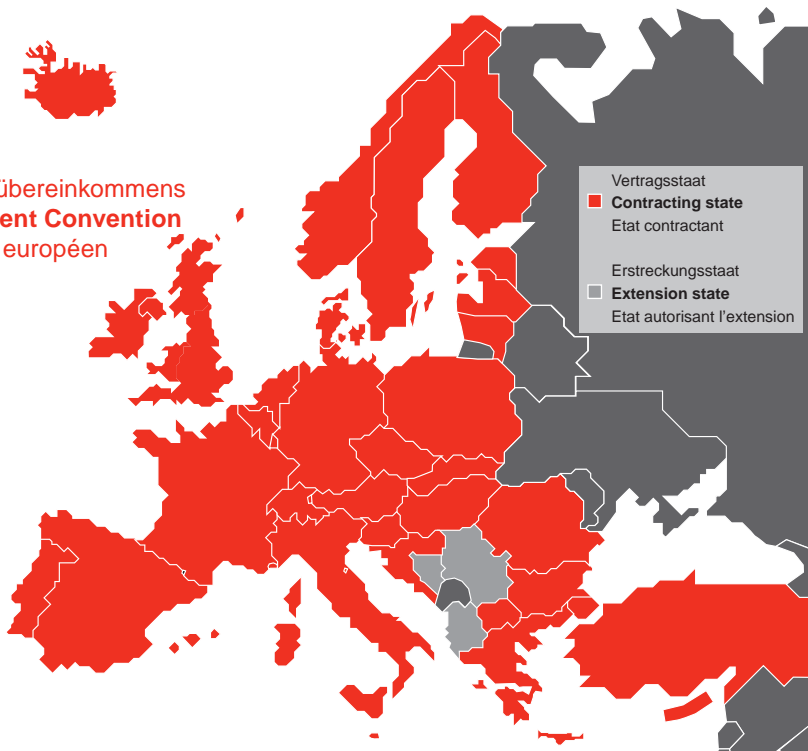 übereinkommens
ent Convention
européen
Vertragsstaat
Contracting state
Etat contractant
Erstreckungsstaat
Extension state
Etat autorisant l'extension